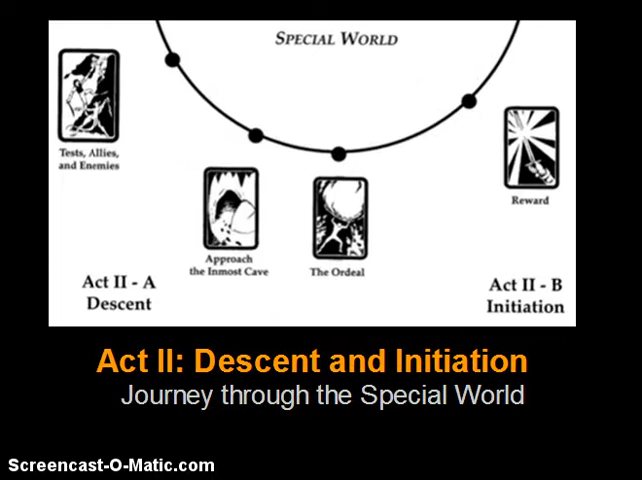 SPECIAL WORLD
Tests, Allies,
and Enemies
Reward
Approach
the Inmost Cave
The Ordeal
Act II - A
Descent
Act II - B
Initiation
Act II: Descent and Initiation
Journey through the Special World
Screencast-O-Matic.com